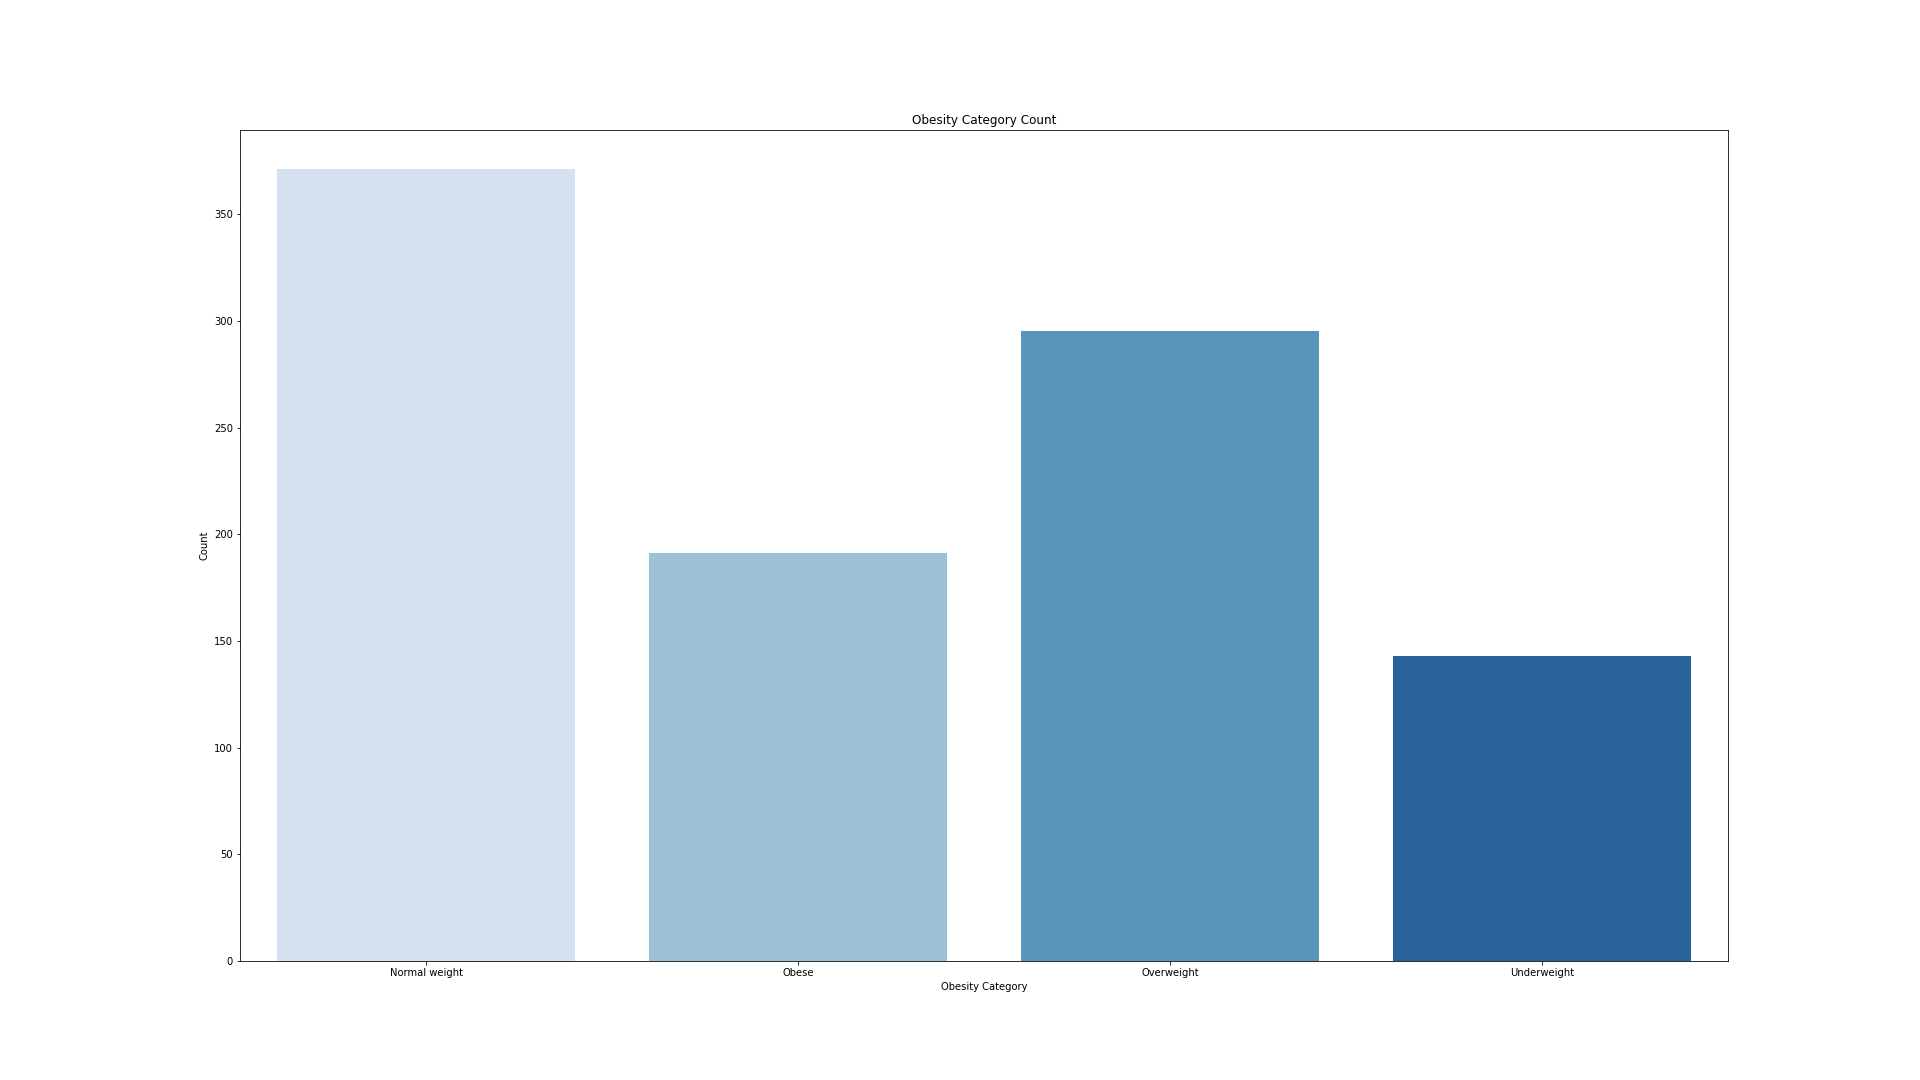 Obesity Category Count
350
300
250
200
150
100
50
0
Count
Normal weight
Obese
Overweight
Underweight
Obesity Category